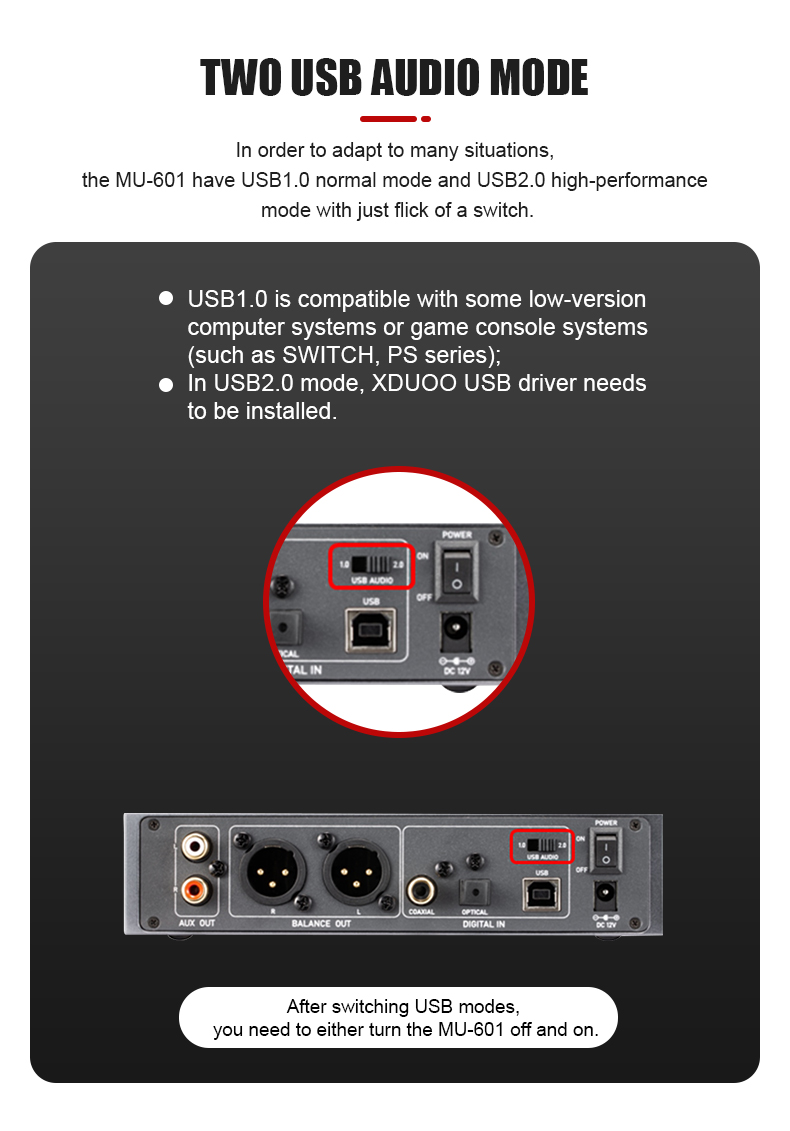 TWO USB AUDIO MODE
In order to adapt to many situations,
the MU-601 have USB1.0 normal mode and USB2.0 high-performance
mode with just flick of a switch.
USB1.0 is compatible with some low-version
computer systems or game console systems
(such as SWITCH, PS series);
In USB2.0 mode, XDUOO USB driver needs
to be installed.
POWER
ON
1.0 2.0
USB AUDIO
OFF
USB
ICAL
TAL IN
DC 12V
POWER
ON
L
1.0 2.0
USB AUDIO
OFF
USB
R
R L
COAXIAL OPTICAL
AUX OUT BALANCE OUT DIGITAL IN DC 12V
After switching USB modes,
you need to either turn the MU-601 off and on.